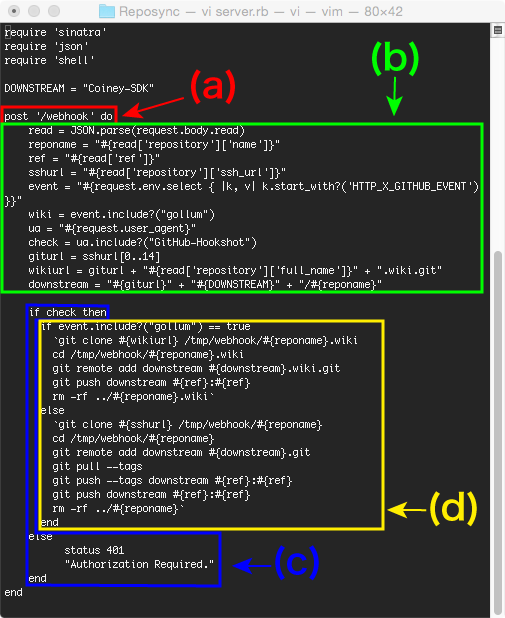 Reposync — vi server.rb — vi — vim — 80×42
require 'sinatra'
require 'json'
require 'shell'
DOWNSTREAM = "Coiney-SDK"
(a)
(b)
post '/webhook' do
read = JSON.parse(request.body.read)
reponame = "#{read['repository']['name']}"
ref = "#{read['ref']}"
sshurl = "#{read['repository']['ssh_url']}"
event = "#{request.env.select { |k, v| k.start_with?('HTTP_X_GITHUB_EVENT')
}}"
wiki = event.include?("gollum")
ua = "#{request.user_agent}"
check = ua.include?("GitHub-Hookshot")
giturl = sshurl[0..14]
wikiurl = giturl + "#{read['repository']['full_name']}" + ".wiki.git"
downstream = "#{giturl}" + "#{DOWNSTREAM}" + "/#{reponame}"
if check then
if event.include?("gollum") == true
`git clone #{wikiurl} /tmp/webhook/#{reponame}.wiki
cd /tmp/webhook/#{reponame}.wiki
git remote add downstream #{downstream}.wiki.git
git push downstream #{ref}:#{ref}
rm -rf ../#{reponame}.wiki`
else
`git clone #{sshurl} /tmp/webhook/#{reponame}
cd /tmp/webhook/#{reponame}
git remote add downstream #{downstream}.git
git pull --tags
git push --tags downstream #{ref}:#{ref}
git push downstream #{ref}:#{ref}
rm -rf ../#{reponame}`
(d)
end
else
status 401
"Authorization Required."
(c)
end
end